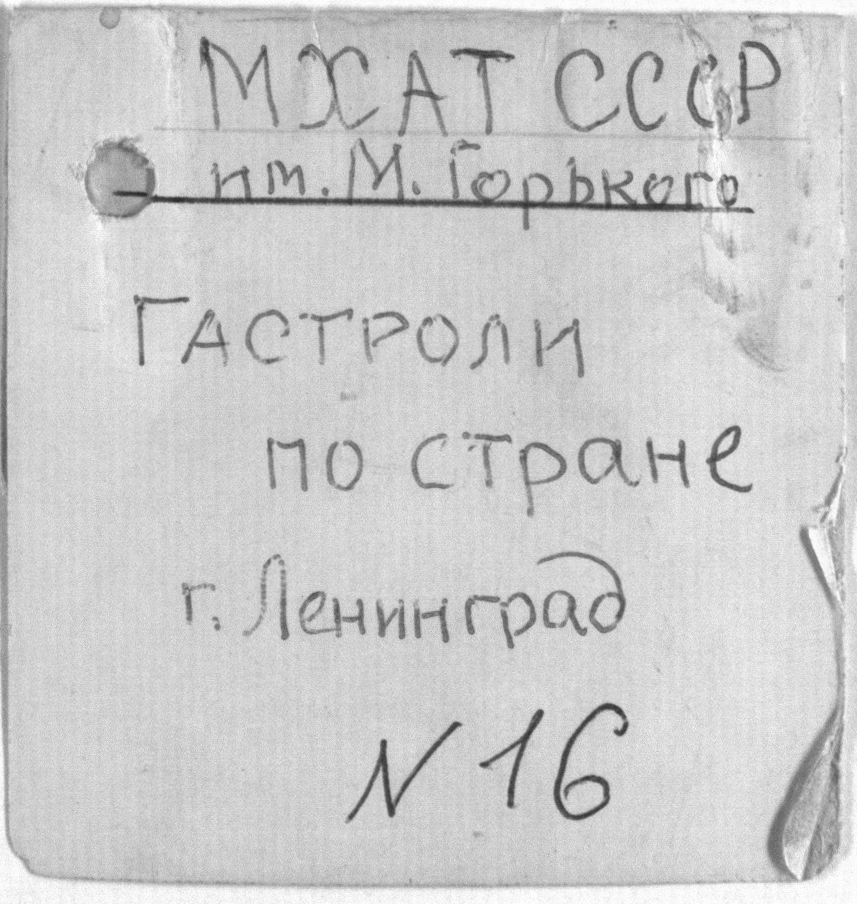 МХАТ СССР
им. М. Горького
ГАСТРОЛИ
по стране
г. Ленинград
N 16